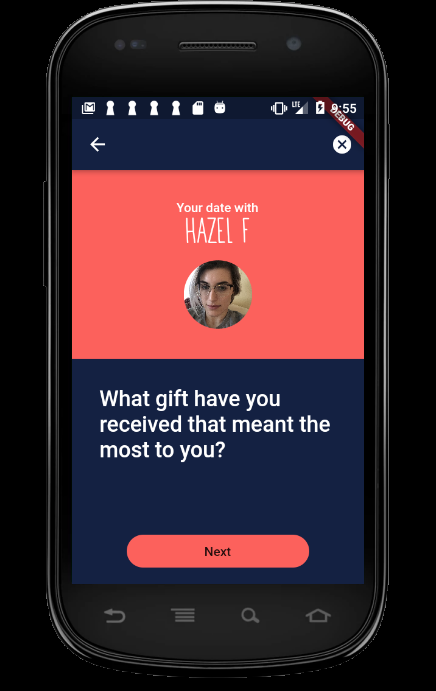 LTE 9:55
DEBUG
Your date with
HAZEL F
What gift have you
received that meant the
most to you?
Next